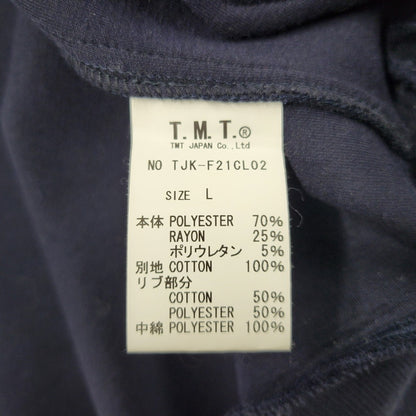 T.M.T.®
TMT JAPAN Co.,Ltd
NO TJK-F21CL02
SIZE L
本体 POLYESTER 70%
RAYON 25%
ポリウレタン 5%
別地 COTTON 100%
リブ部分
COTTON 50%
POLYESTER 50%
中綿 POLYESTER 100%